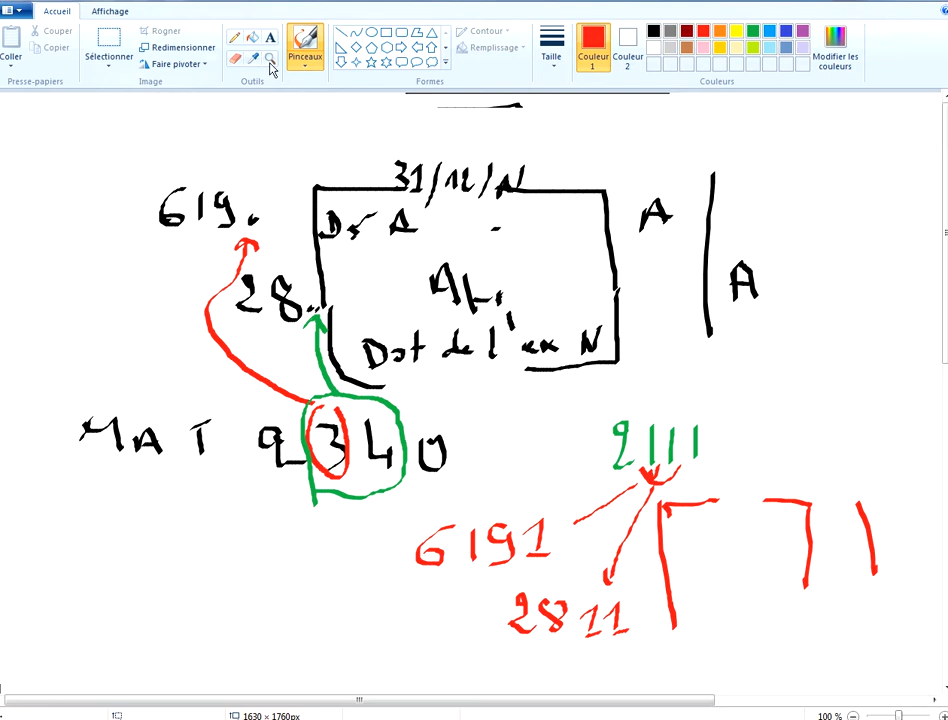 Accueil Affichage
Coller
Couper
Copier
Presse-papiers
Sélectionner
Rogner
Redimensionner
Faire pivoter
Image
A
Outils
Pinceaux
Contour
Remplissage
Formes
Taille
Couleur 1
Couleur 2
Modifier les couleurs
Couleurs
31/12/N
619.
A
A
28..
Dot de l'ex N
MAT 2340
2111
6191
2811
1630 × 1760px
100 %